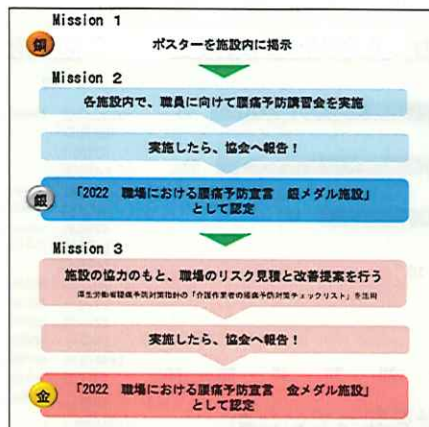 Mission 1
銅
ポスターを施設内に掲示
Mission 2
各施設内で、職員に向けて腰痛予防講習会を実施
実施したら、協会へ報告！
銀
「2022 職場における腰痛予防宣言 銀メダル施設」
として認定
Mission 3
施設の協力のもと、職場のリスク見積と改善提案を行う
厚生労働省腰痛予防対策指針の「介護作業者の腰痛予防対策チェックリスト」を活用
実施したら、協会へ報告！
金
「2022 職場における腰痛予防宣言 金メダル施設」
として認定